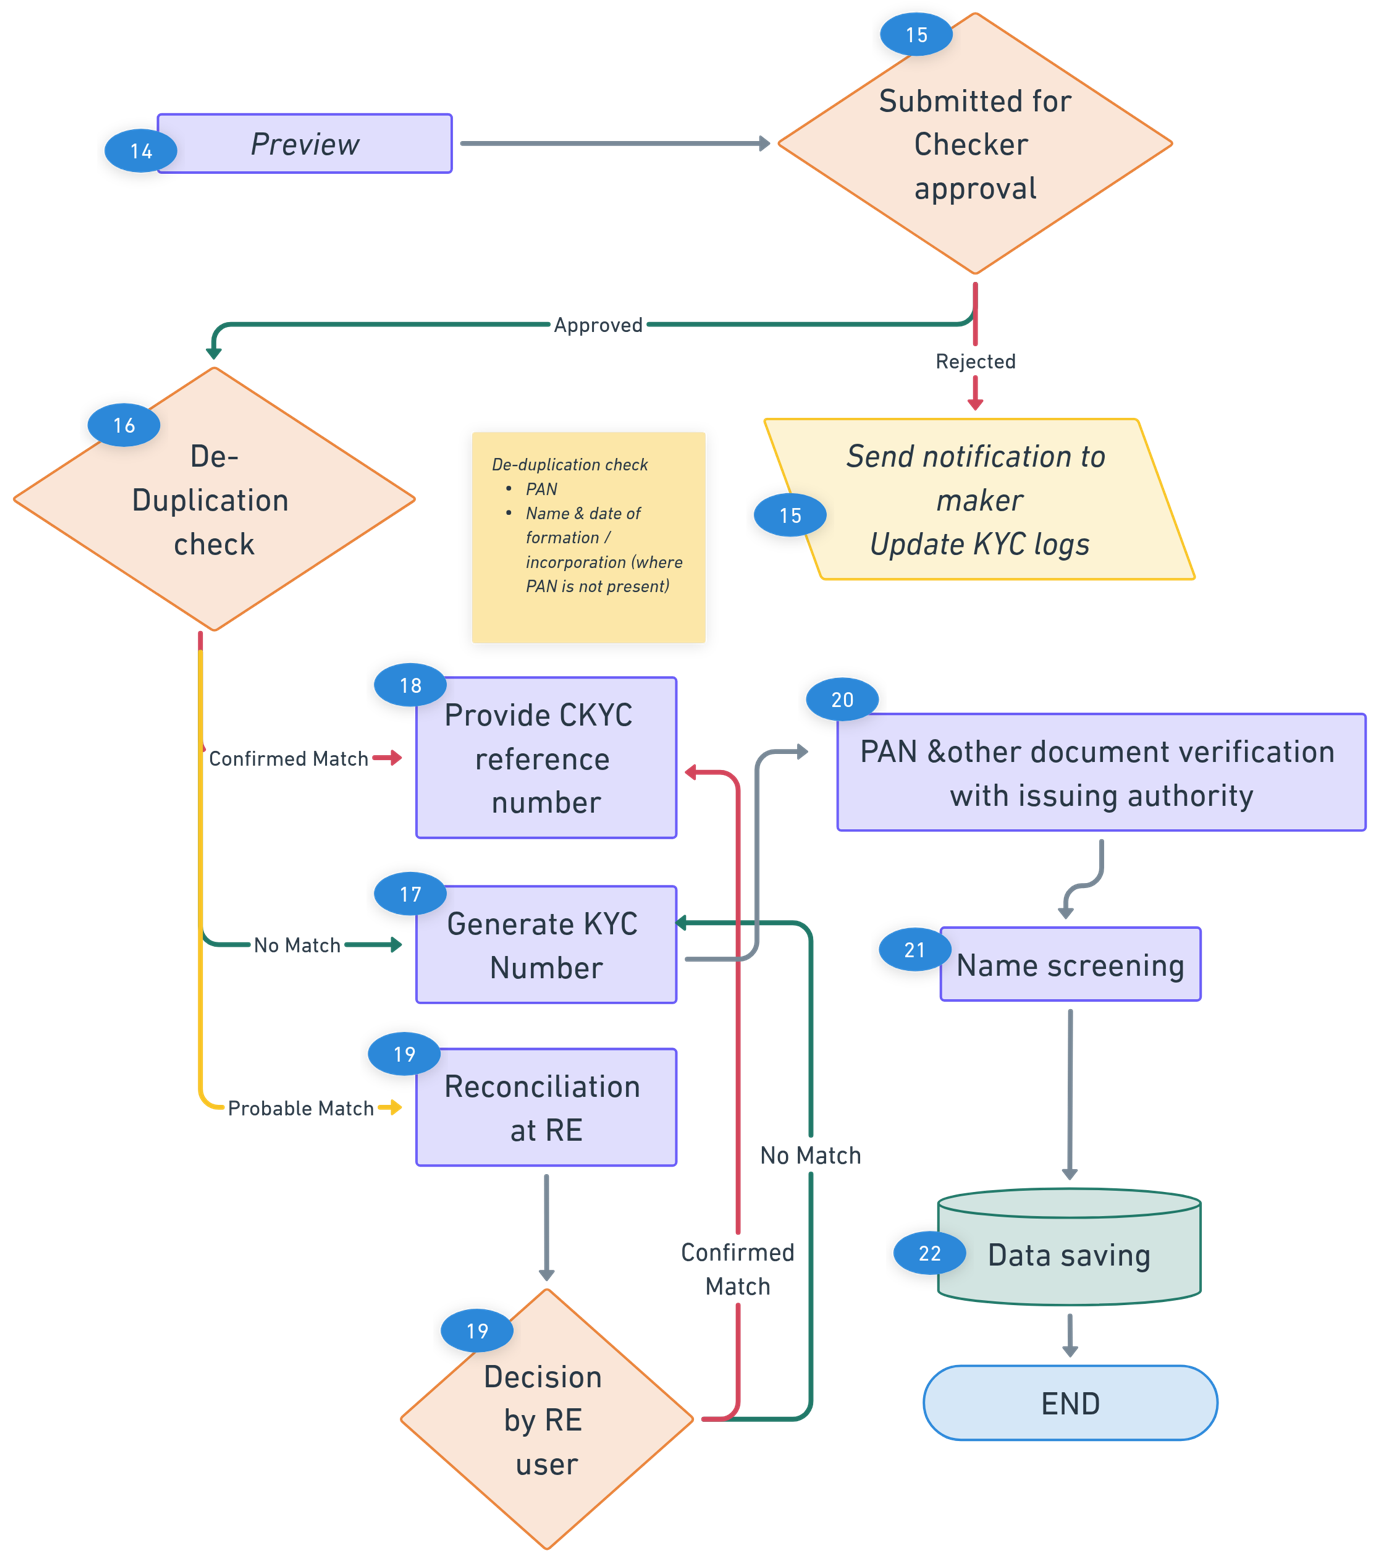 15
Submitted for
Checker
approval
14
Preview
Approved
Rejected
16
De-
Duplication
check
De-duplication check
• PAN
• Name & date of
formation /
incorporation (where
PAN is not present)
Send notification to
maker
Update KYC logs
15
18
Provide CKYC
reference
number
Confirmed Match
20
PAN &other document verification
with issuing authority
17
Generate KYC
Number
No Match
21
Name screening
19
Reconciliation
at RE
Probable Match
No Match
Confirmed
Match
22
Data saving
19
Decision
by RE
user
END